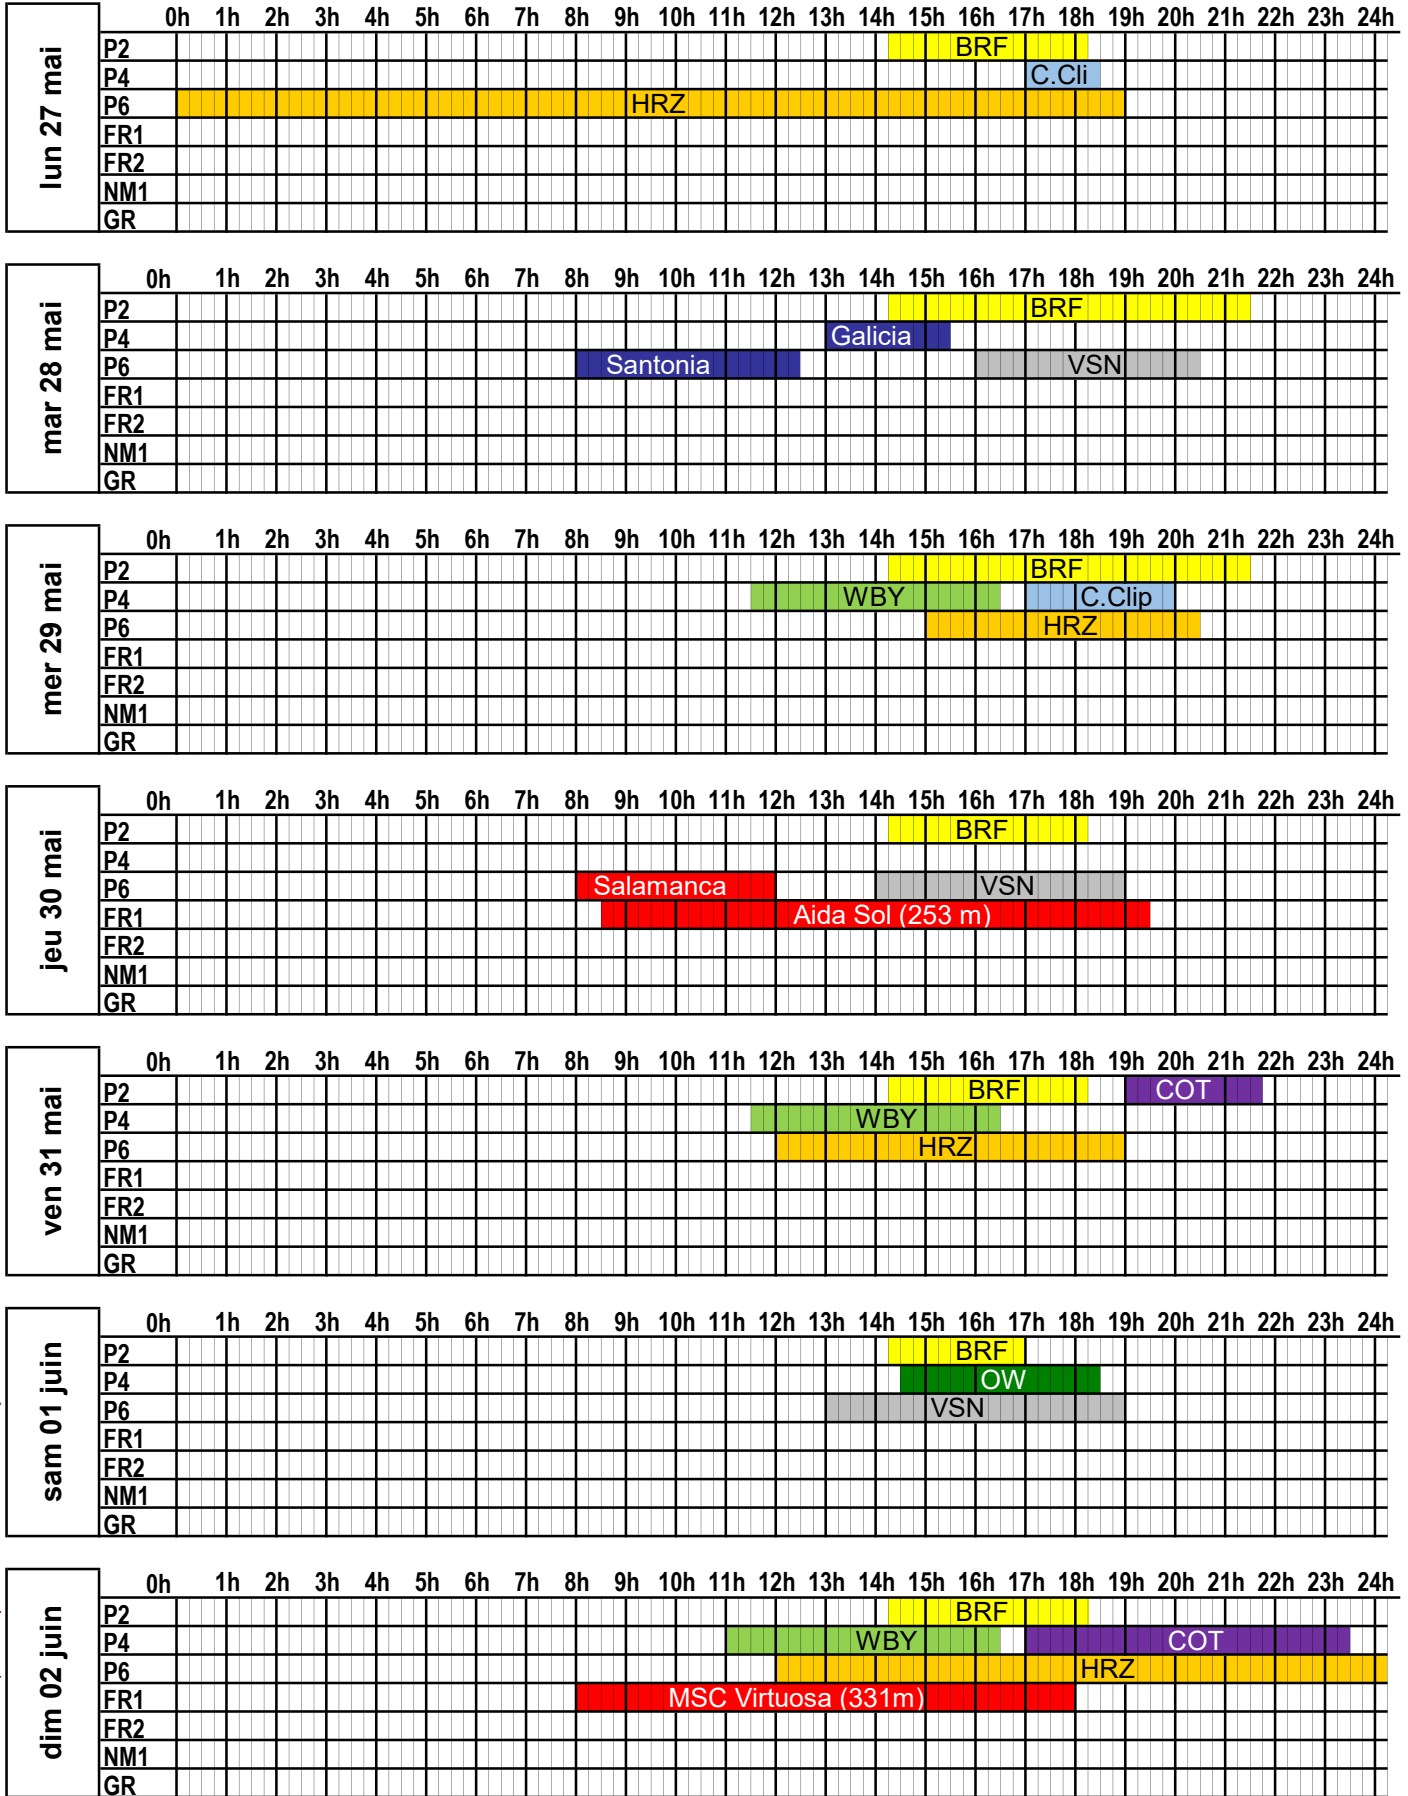 0h 1h 2h 3h 4h 5h 6h 7h 8h 9h 10h 11h 12h 13h 14h 15h 16h 17h 18h 19h 20h 21h 22h 23h 24h
lun 27 mai
P2 BRF
P4 C.Cli
P6 HRZ
FR1
FR2
NM1
GR
0h 1h 2h 3h 4h 5h 6h 7h 8h 9h 10h 11h 12h 13h 14h 15h 16h 17h 18h 19h 20h 21h 22h 23h 24h
mar 28 mai
P2 BRF
P4 Galicia
P6 Santonia VSN
FR1
FR2
NM1
GR
0h 1h 2h 3h 4h 5h 6h 7h 8h 9h 10h 11h 12h 13h 14h 15h 16h 17h 18h 19h 20h 21h 22h 23h 24h
mer 29 mai
P2 BRF
P4 WBY C.Clip
P6 HRZ
FR1
FR2
NM1
GR
0h 1h 2h 3h 4h 5h 6h 7h 8h 9h 10h 11h 12h 13h 14h 15h 16h 17h 18h 19h 20h 21h 22h 23h 24h
jeu 30 mai
P2 BRF
P4
P6 Salamanca VSN
FR1 Aida Sol (253 m)
FR2
NM1
GR
0h 1h 2h 3h 4h 5h 6h 7h 8h 9h 10h 11h 12h 13h 14h 15h 16h 17h 18h 19h 20h 21h 22h 23h 24h
ven 31 mai
P2 BRF COT
P4 WBY
P6 HRZ
FR1
FR2
NM1
GR
0h 1h 2h 3h 4h 5h 6h 7h 8h 9h 10h 11h 12h 13h 14h 15h 16h 17h 18h 19h 20h 21h 22h 23h 24h
sam 01 juin
P2 BRF
P4 OW
P6 VSN
FR1
FR2
NM1
GR
0h 1h 2h 3h 4h 5h 6h 7h 8h 9h 10h 11h 12h 13h 14h 15h 16h 17h 18h 19h 20h 21h 22h 23h 24h
dim 02 juin
P2 BRF
P4 WBY COT
P6 HRZ
FR1 MSC Virtuosa (331m)
FR2
NM1
GR